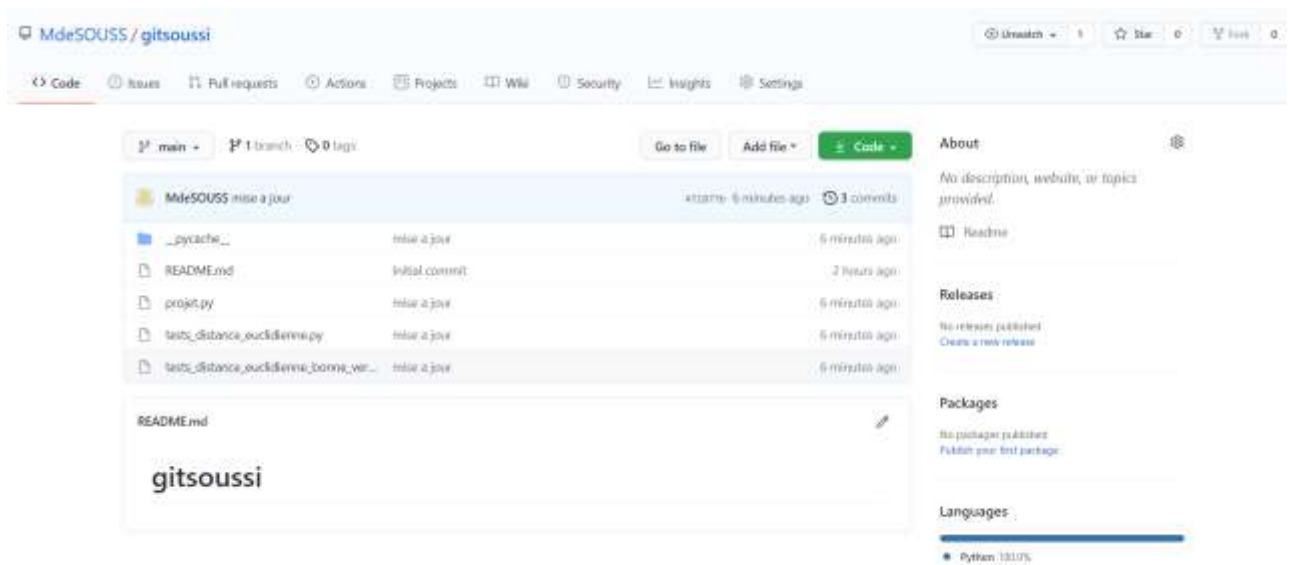 MdeSOUSS / gitsoussi
Unwatch 1 Star 0 Fork 0
Code Issues Pull requests Actions Projects Wiki Security Insights Settings
main 1 branch 0 tags Go to file Add file Code
MdeSOUSS mise a jour 6 minutes ago 3 commits
__pycache__ mise a jour 6 minutes ago
README.md Initial commit 2 hours ago
projet.py mise a jour 6 minutes ago
tests_distance_euclidienne.py mise a jour 6 minutes ago
tests_distance_euclidienne_bonne_ver... mise a jour 6 minutes ago
README.md
gitsoussi
About
No description, website, or topics
provided.
Readme
Releases
No releases published
Create a new release
Packages
No packages published
Publish your first package
Languages
Python 100.0%